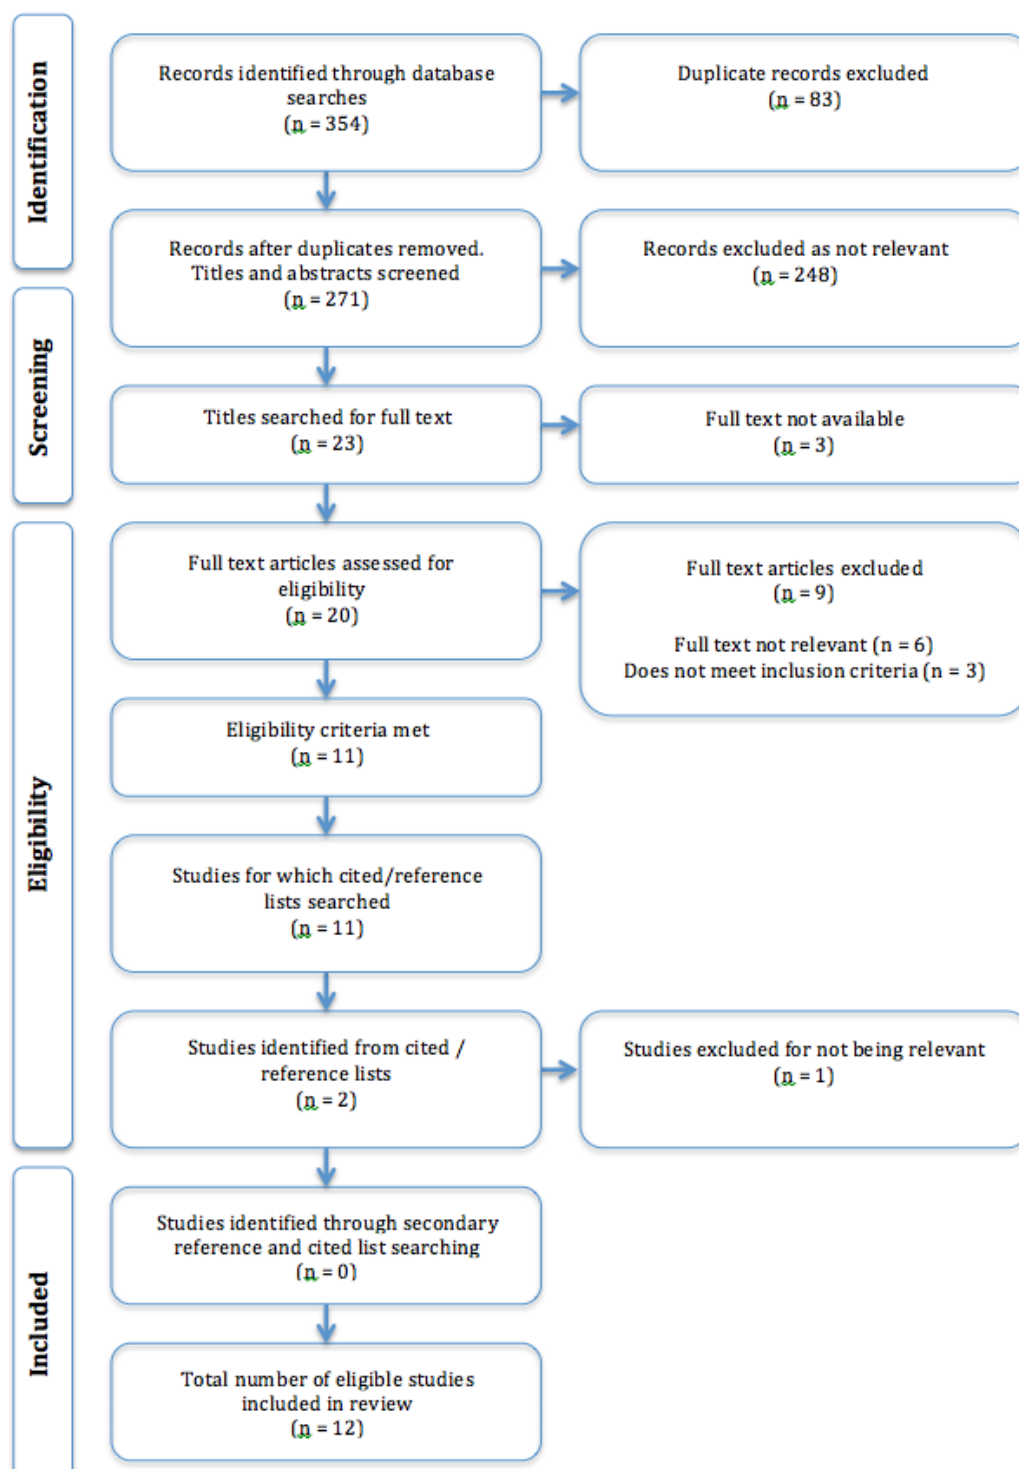 Identification
Records identified through database
searches
(n = 354)
Duplicate records excluded
(n = 83)
Records after duplicates removed.
Titles and abstracts screened
(n = 271)
Records excluded as not relevant
(n = 248)
Screening
Titles searched for full text
(n = 23)
Full text not available
(n = 3)
Eligibility
Full text articles assessed for
eligibility
(n = 20)
Full text articles excluded
(n = 9)
Full text not relevant (n = 6)
Does not meet inclusion criteria (n = 3)
Eligibility criteria met
(n = 11)
Studies for which cited/reference
lists searched
(n = 11)
Studies identified from cited /
reference lists
(n = 2)
Studies excluded for not being relevant
(n = 1)
Included
Studies identified through secondary
reference and cited list searching
(n = 0)
Total number of eligible studies
included in review
(n = 12)